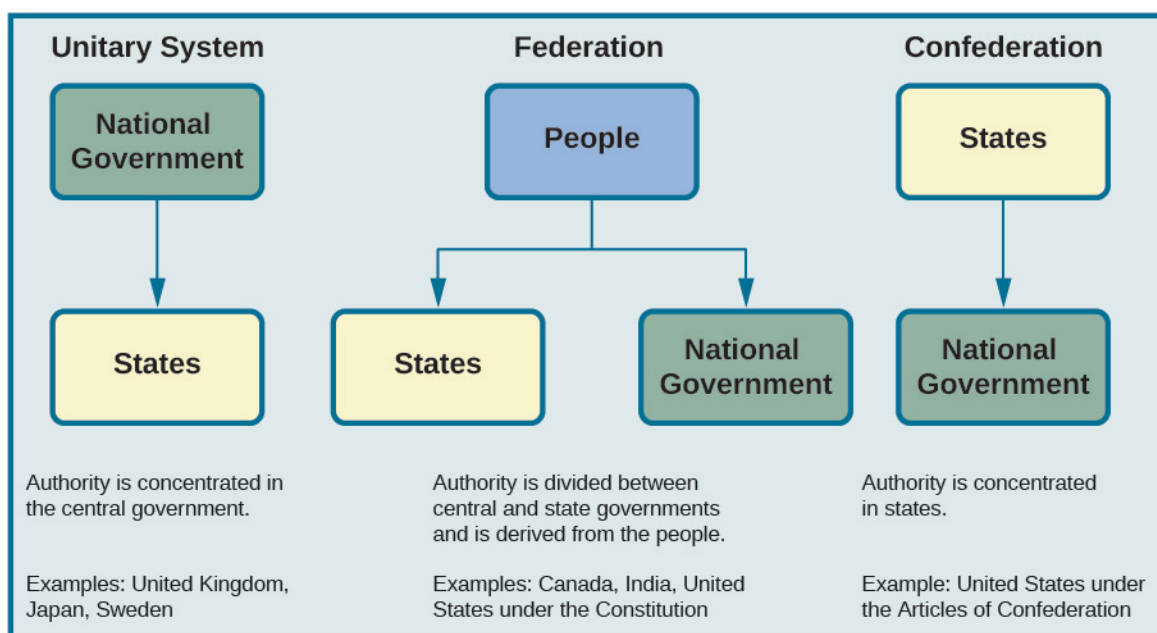 Unitary System
National
Government
States
Authority is concentrated in
the central government.
Examples: United Kingdom,
Japan, Sweden
Federation
People
States
National
Government
Authority is divided between
central and state governments
and is derived from the people.
Examples: Canada, India, United
States under the Constitution
Confederation
States
National
Government
Authority is concentrated
in states.
Example: United States under
the Articles of Confederation